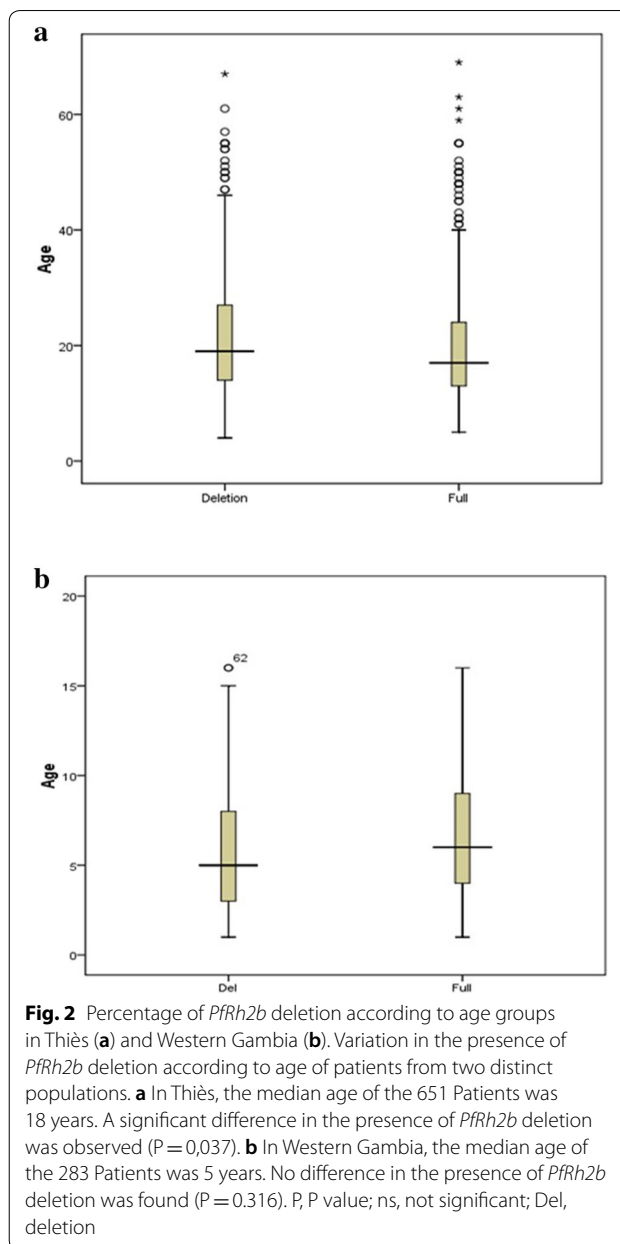 a
60
40
20
0
Age
Deletion
Full
b
20
15
10
5
0
Age
62
Del
Full
Fig. 2 Percentage of PfRh2b deletion according to age groups
in Thiès (a) and Western Gambia (b). Variation in the presence of
PfRh2b deletion according to age of patients from two distinct
populations. a In Thiès, the median age of the 651 Patients was
18 years. A significant difference in the presence of PfRh2b deletion
was observed (P = 0,037). b In Western Gambia, the median age of
the 283 Patients was 5 years. No difference in the presence of PfRh2b
deletion was found (P = 0.316). P, P value; ns, not significant; Del,
deletion